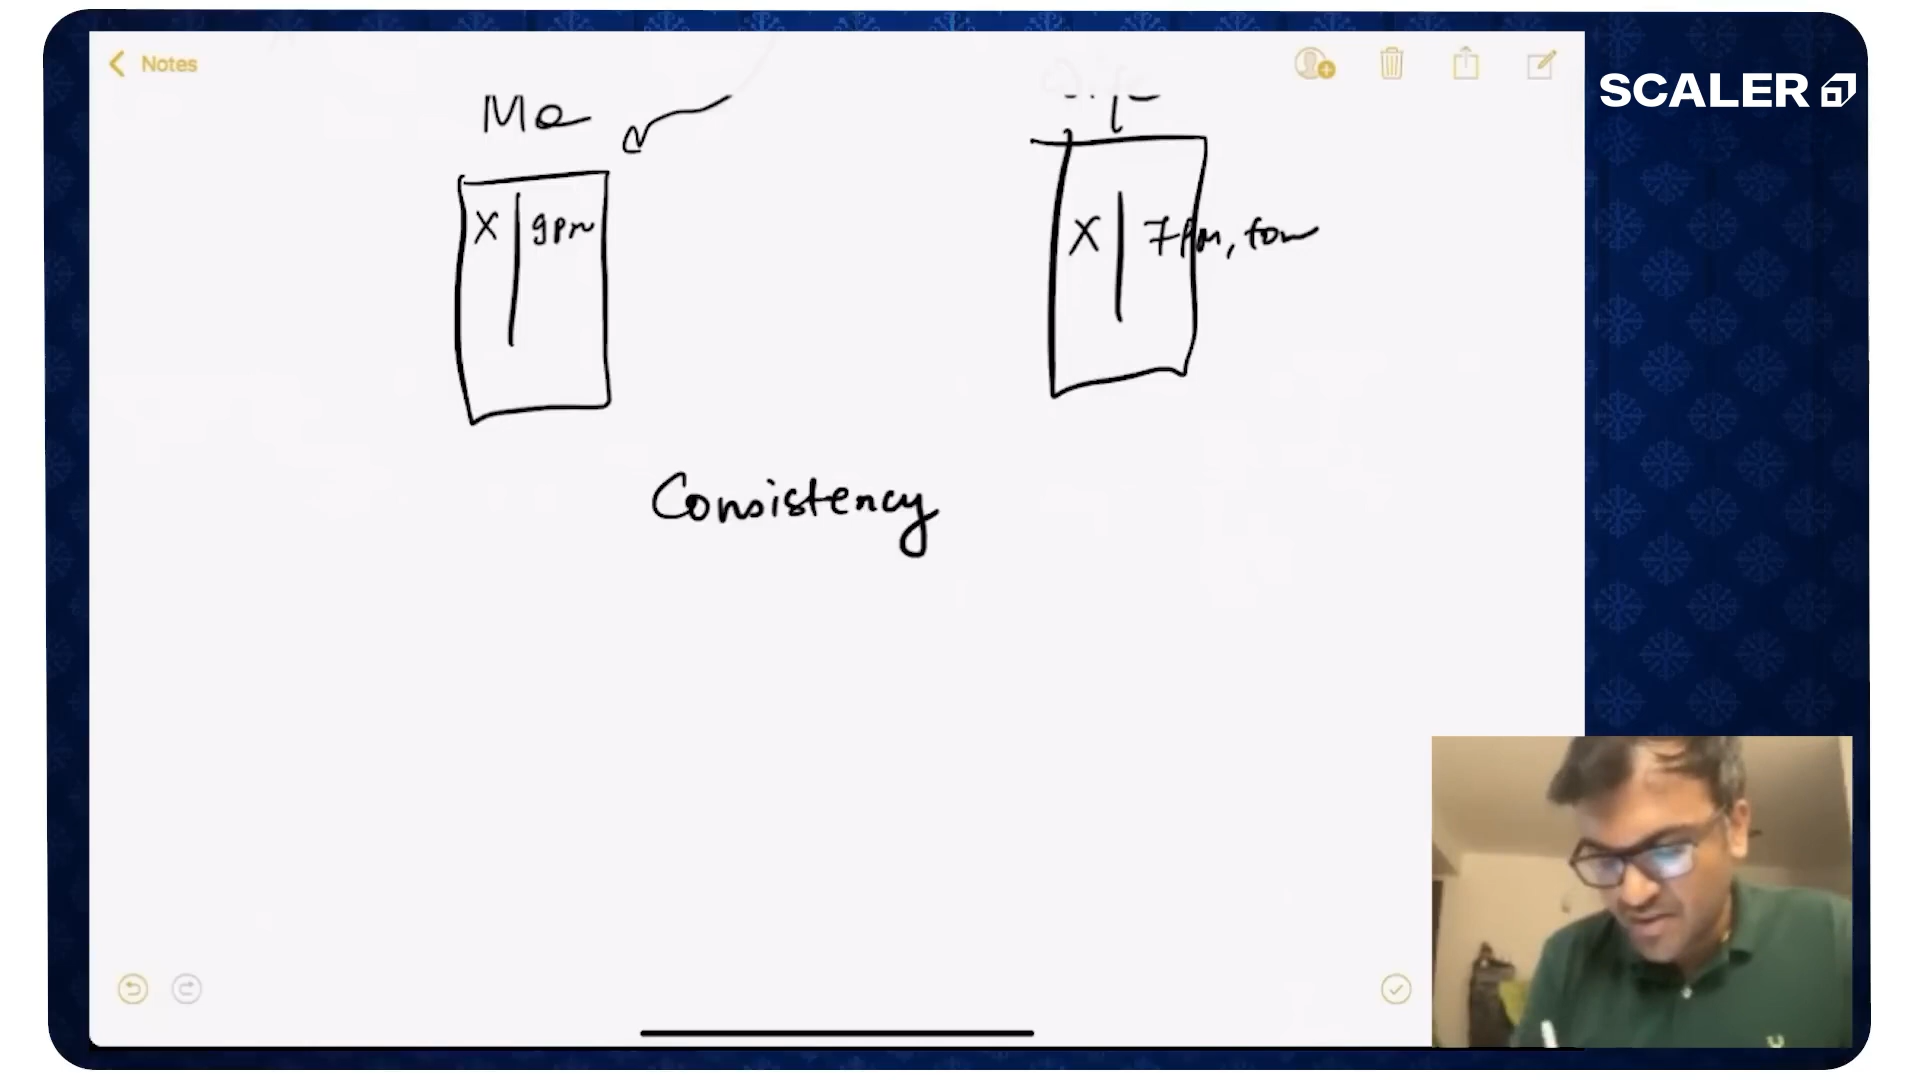 Notes
SCALER
Me
X 9pm
X 7pm, tom
Consistency